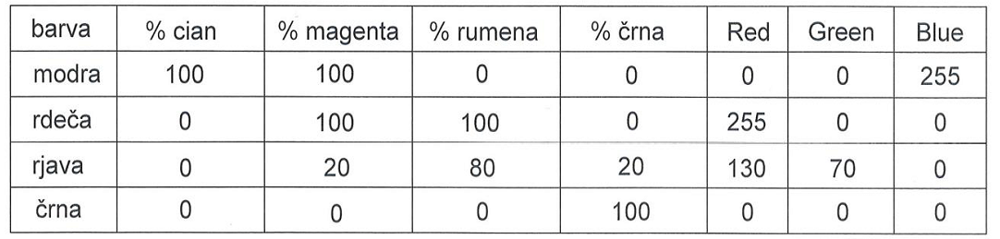 barva % cian % magenta % rumena % črna Red Green Blue
modra 100 100 0 0 0 0 255
rdeča 0 100 100 0 255 0 0
rjava 0 20 80 20 130 70 0
črna 0 0 0 100 0 0 0